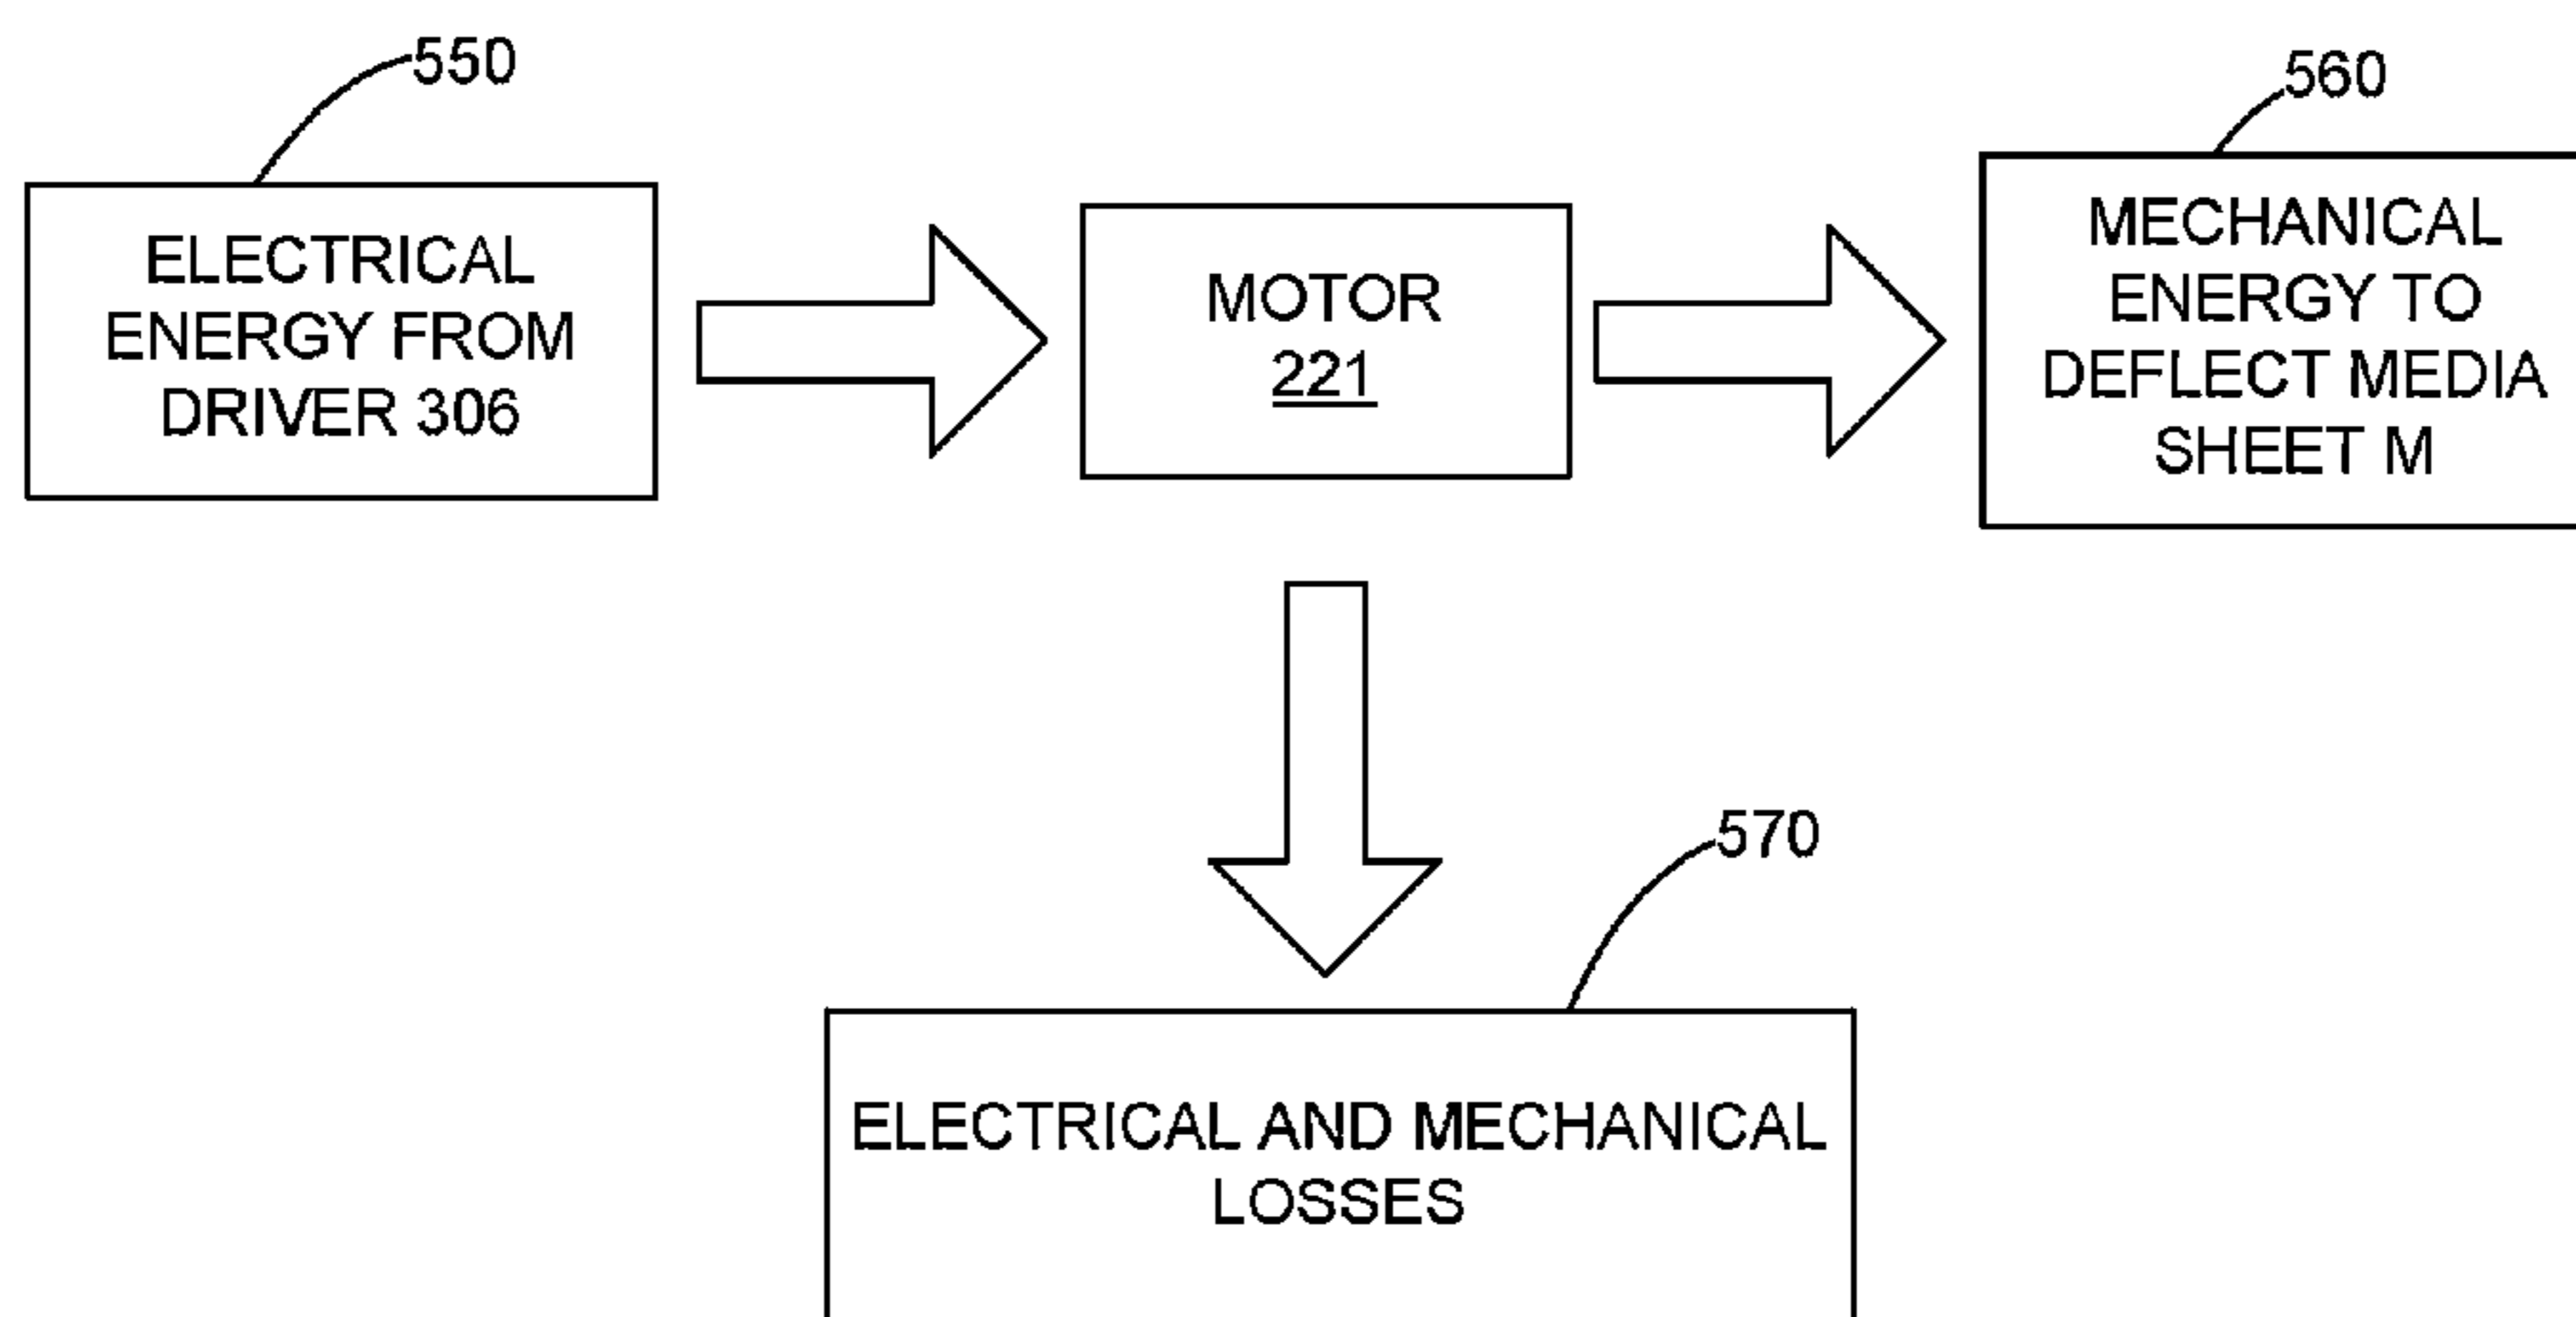 550
560
570
ELECTRICAL
ENERGY FROM
DRIVER 306
MOTOR
221
MECHANICAL
ENERGY TO
DEFLECT MEDIA
SHEET M
ELECTRICAL AND MECHANICAL
LOSSES